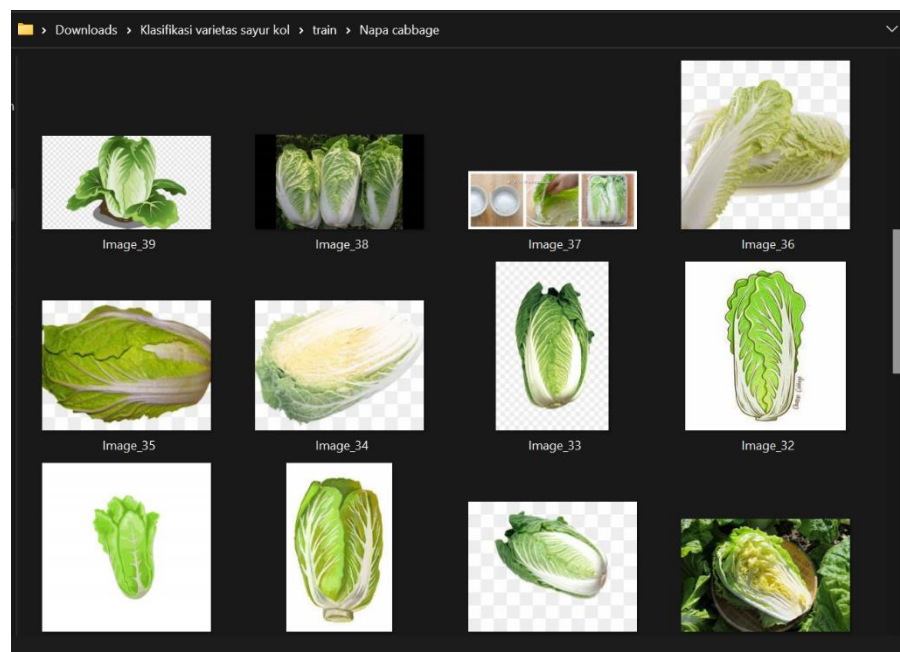 Downloads > Klasifikasi varietas sayur kol > train > Napa cabbage
Image_39
Image_38
Image_37
Image_36
Image_35
Image_34
Image_33
Image_32